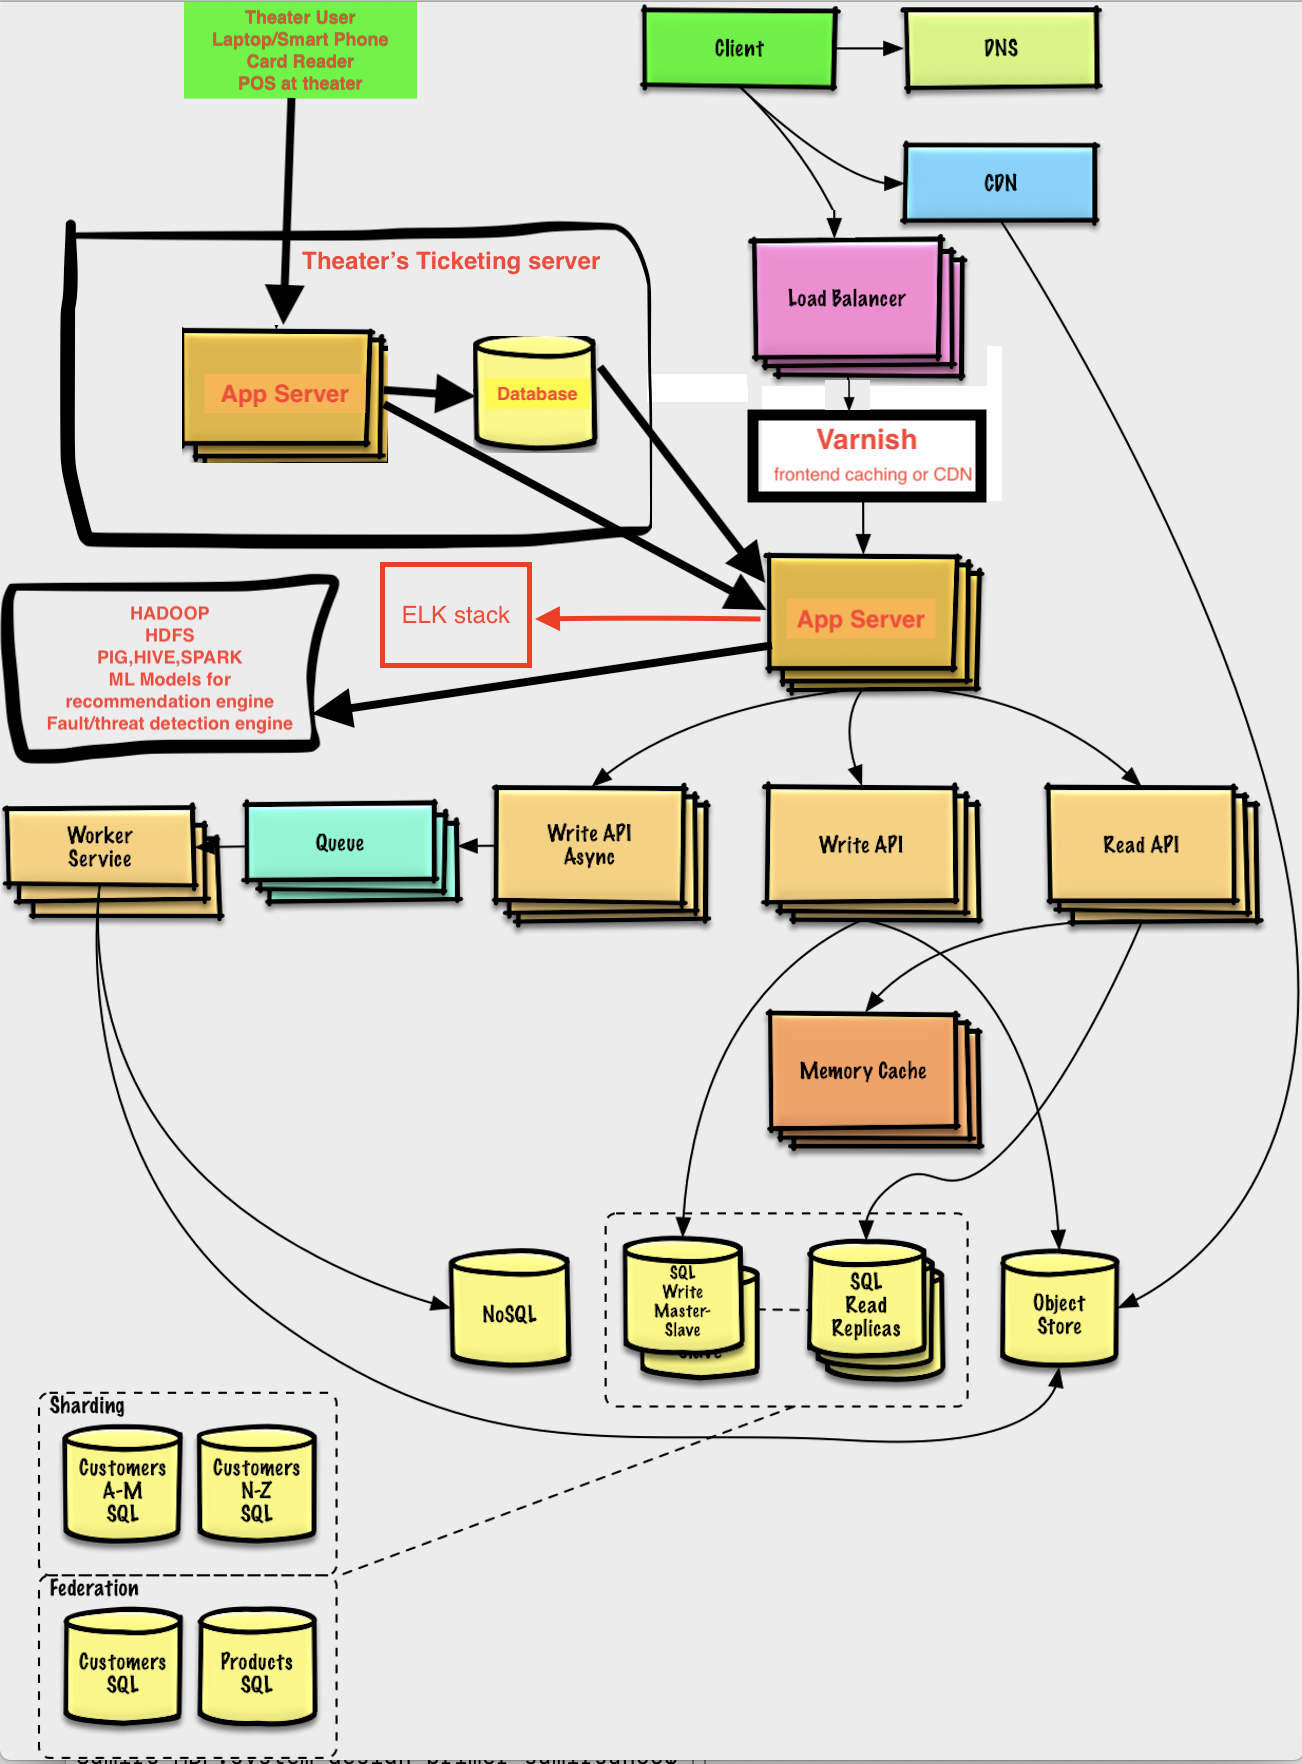 Theater User
Laptop/Smart Phone
Card Reader
POS at theater
Client
DNS
CDN
Load Balancer
Theater's Ticketing server
App Server
Database
Varnish
frontend caching or CDN
ELK stack
App Server
HADOOP
HDFS
PIG,HIVE,SPARK
ML Models for
recommendation engine
Fault/threat detection engine
Worker
Service
Queue
Write API
Async
Write API
Read API
Memory Cache
NoSQL
SQL
Write
Master-
Slave
Slave
SQL
Read
Replicas
Object
Store
Sharding
Customers
A-M
SQL
Customers
N-Z
SQL
Federation
Customers
SQL
Products
SQL